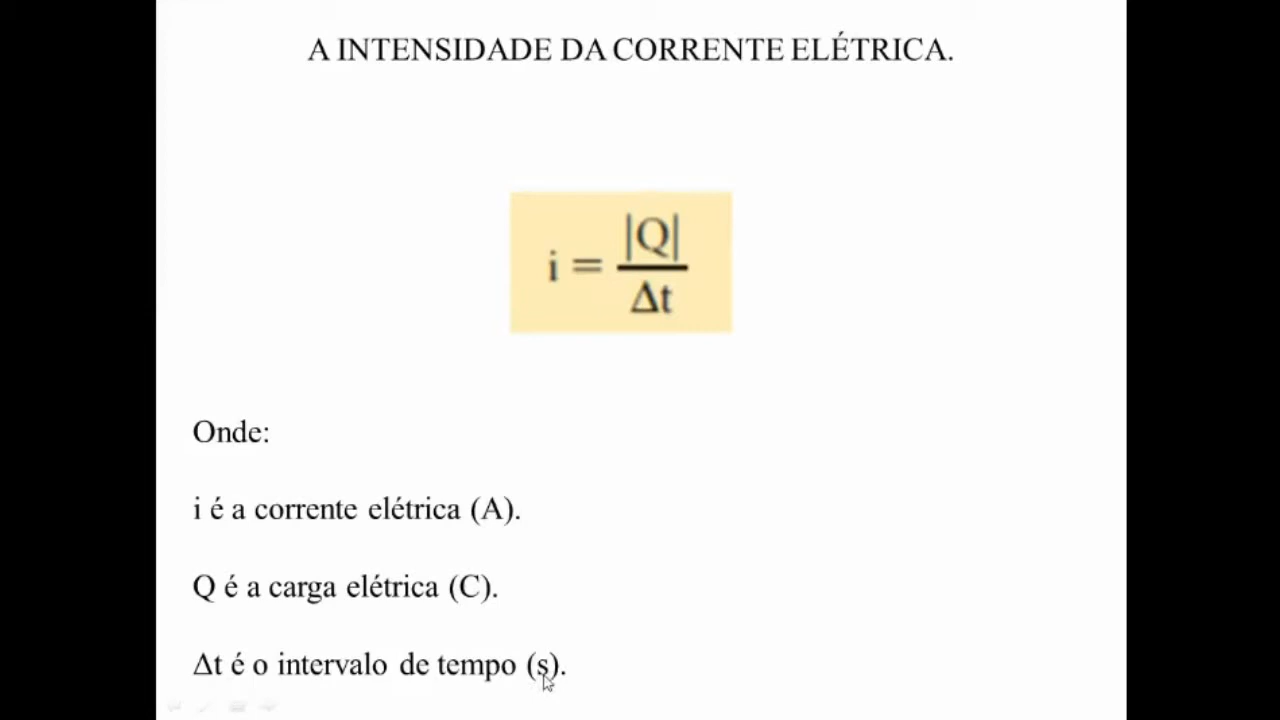 A INTENSIDADE DA CORRENTE ELÉTRICA.
i = |Q|
Δt
Onde:
i é a corrente elétrica (A).
Q é a carga elétrica (C).
Δt é o intervalo de tempo (s).